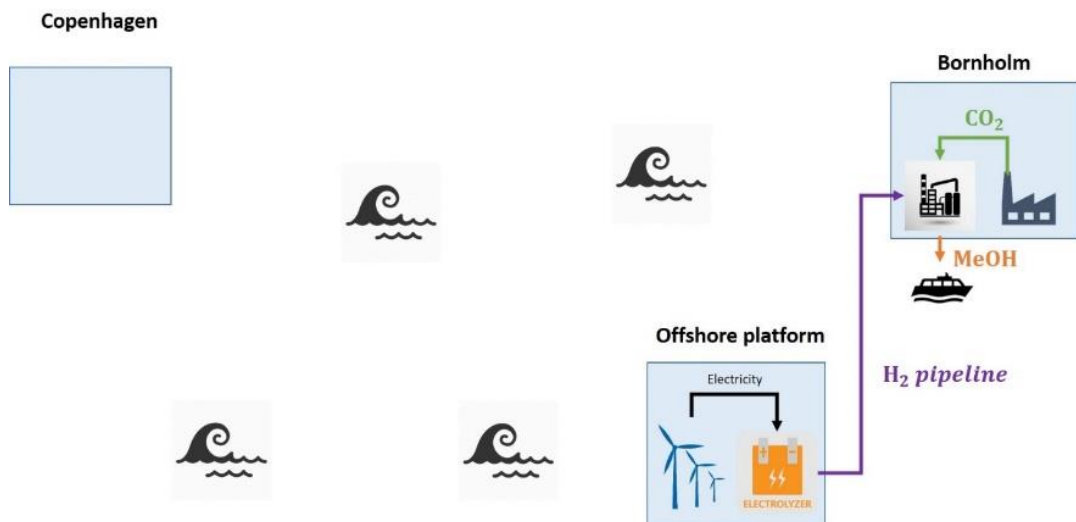 Copenhagen
Bornholm
CO₂
MeOH
Offshore platform
Electricity
H₂ pipeline
+ −
ELECTROLYZER